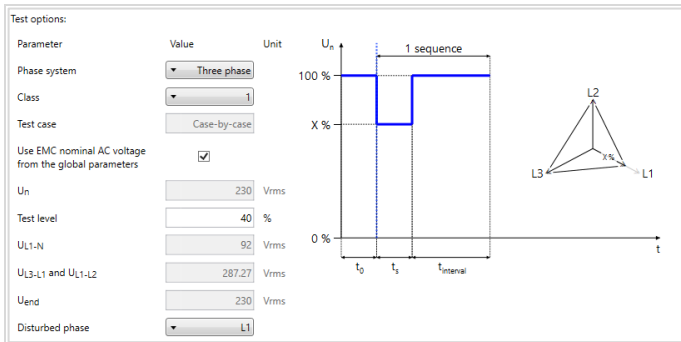 Test options:
Parameter Value Unit
Phase system Three phase
Class 1
Test case Case-by-case
Use EMC nominal AC voltage
from the global parameters
Un 230 Vrms
Test level 40 %
UL1-N 92 Vrms
UL3-L1 and UL1-L2 287.27 Vrms
Uend 230 Vrms
Disturbed phase L1
Un
1 sequence
100 %
X %
0 %
t0 ts tinterval
t
L2
X%
L3 L1